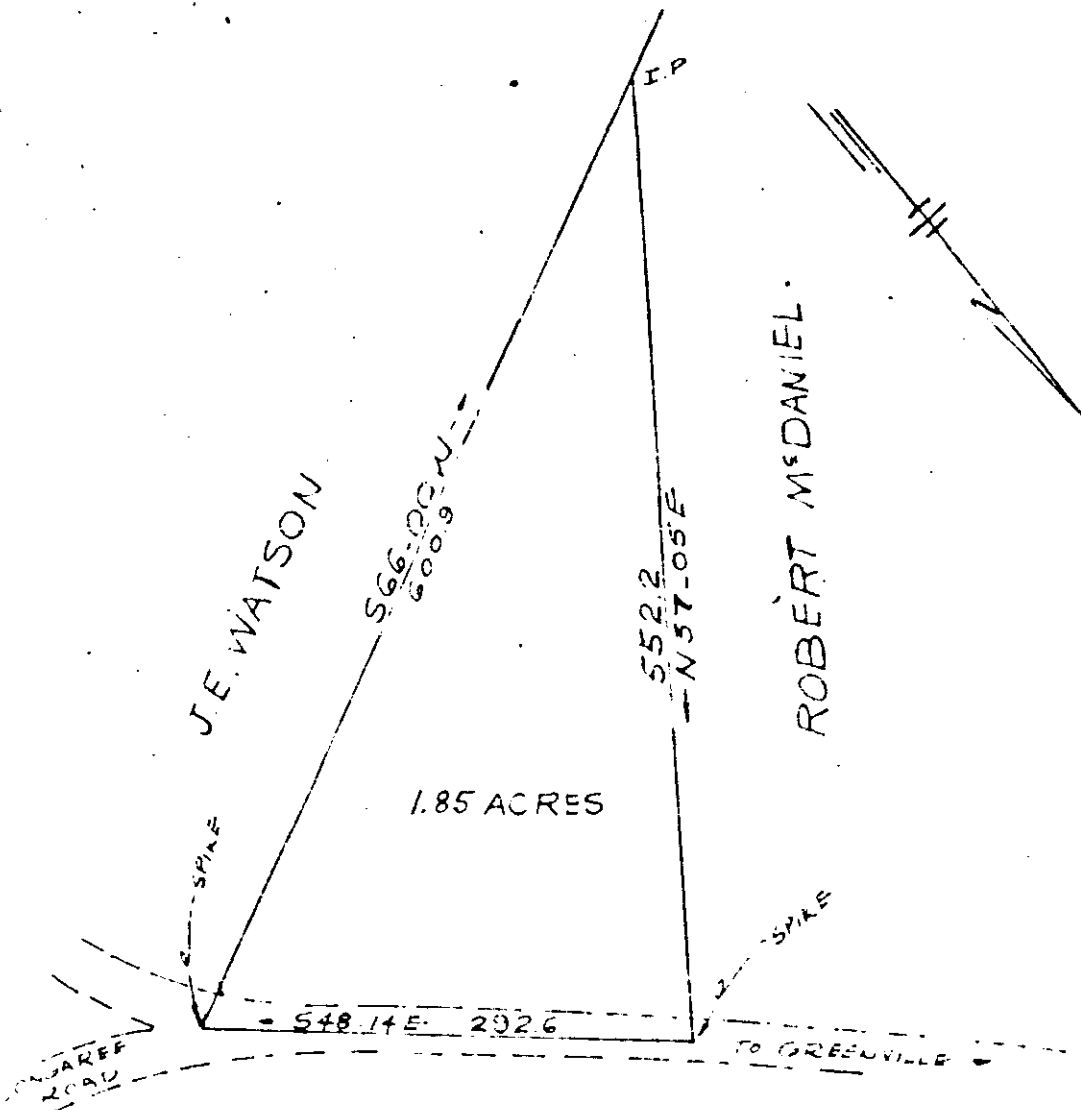 I.P
J.E. WATSON
S66-00 N
600.9
552.2
N 37-05E
ROBERT McDANIEL.
1.85 ACRES
SPIKE
SPIKE
S48.14E. 292.6
TO GREENVILLE
ROAD